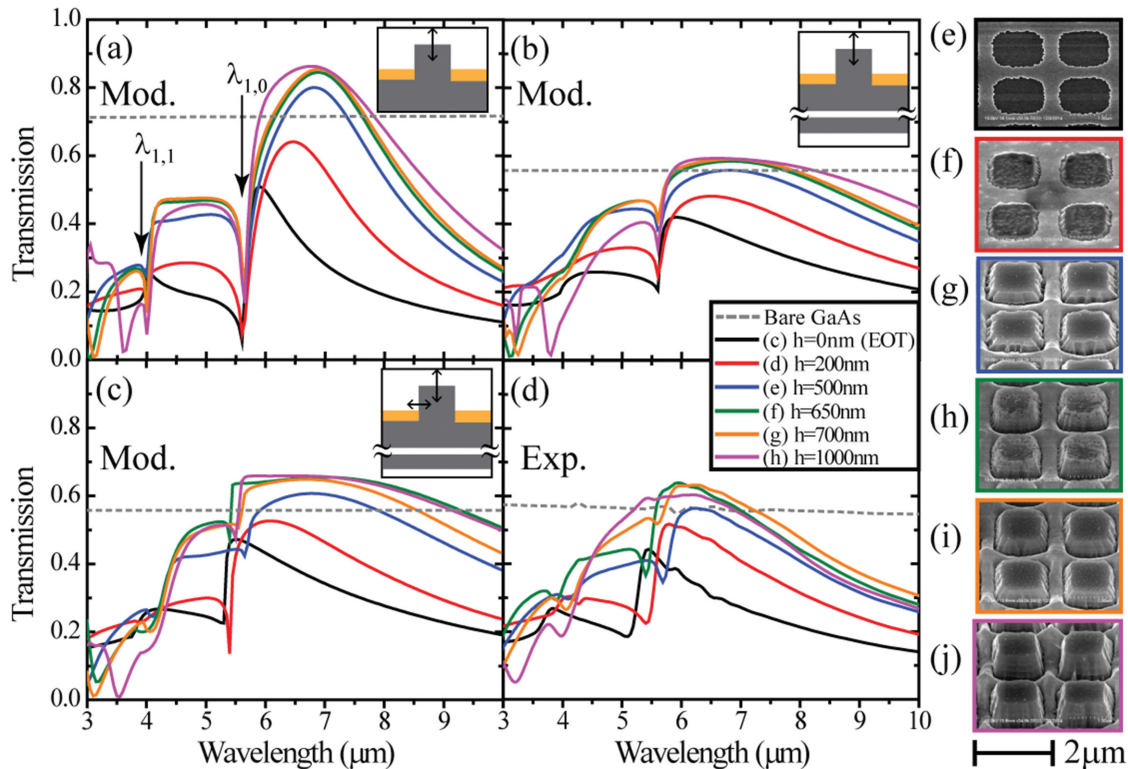 (a)
Mod.
λ1,1
λ1,0
Transmission
1.0
0.8
0.6
0.4
0.2
0.0
(b)
Mod.
Bare GaAs
(c) h=0nm (EOT)
(d) h=200nm
(e) h=500nm
(f) h=650nm
(g) h=700nm
(h) h=1000nm
(c)
Mod.
Transmission
0.8
0.6
0.4
0.2
0.0
3 4 5 6 7 8 9
Wavelength (μm)
(d)
Exp.
3 4 5 6 7 8 9 10
Wavelength (μm)
(e)
(f)
(g)
(h)
(i)
(j)
2μm